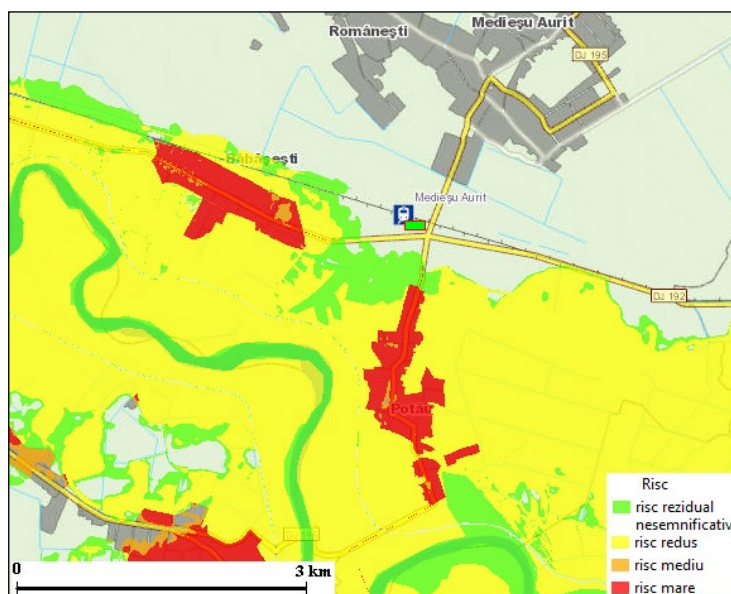 Românești
Medieșu Aurit
DJ 195
Băbășești
Medieșu Aurit
DJ 192
Potău
0
3 km
Risc
risc rezidual
nesemnificativ
risc redus
risc mediu
risc mare